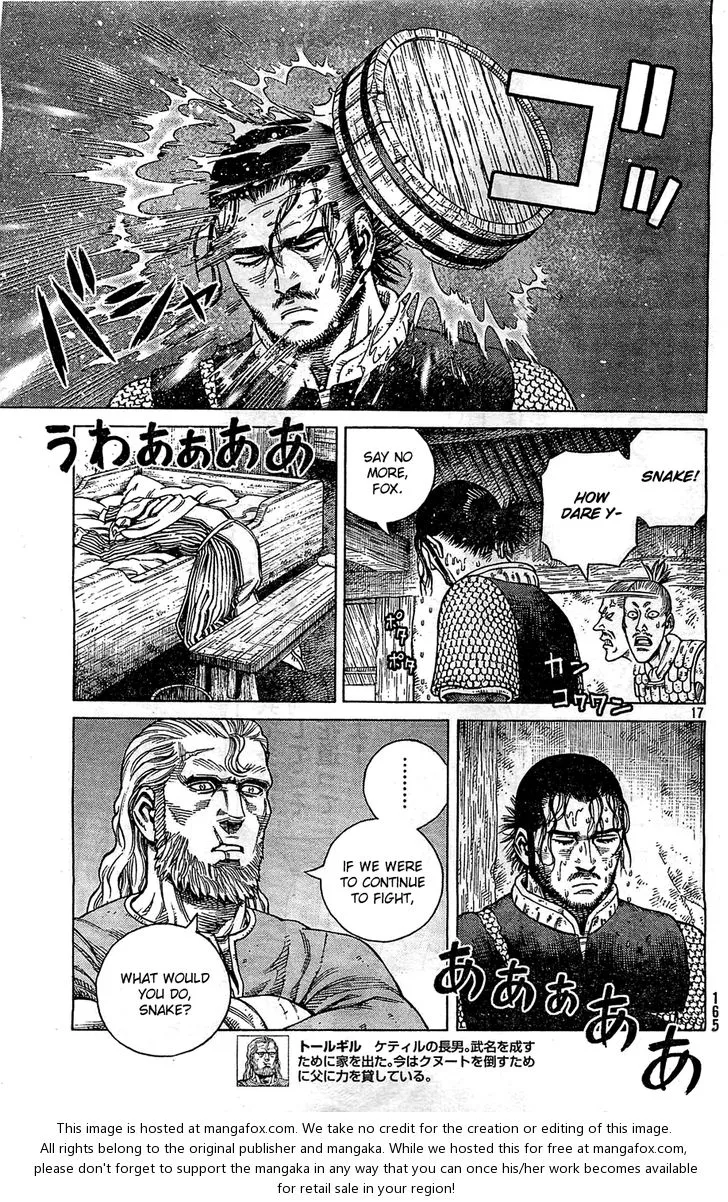 ゴッ
バシャ
SNAKE!
HOW
DARE Y-
SAY NO
MORE,
FOX.
ポタ
ポタ
カン
コワワン
17
うわあぁあぁあ
.........
IF WE WERE
TO CONTINUE
TO FIGHT,
WHAT WOULD
YOU DO,
SNAKE?
あぁあぁああ
165
トールギル ケティルの長男。武名を成す
ために家を出た。今はクヌートを倒すため
に父に力を貸している。
This image is hosted at mangafox.com. We take no credit for the creation or editing of this image.
All rights belong to the original publisher and mangaka. While we hosted this for free at mangafox.com,
please don't forget to support the mangaka in any way that you can once his/her work becomes available
for retail sale in your region!